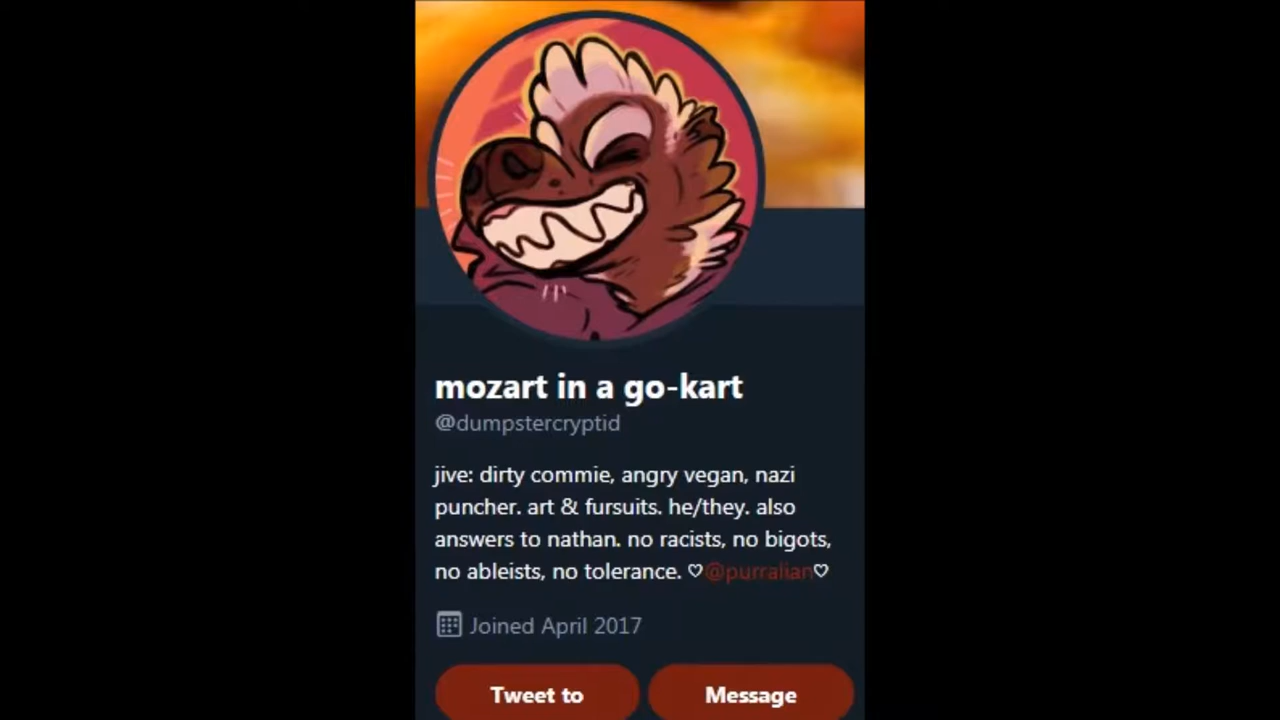 mozart in a go-kart
@dumpstercryptid
jive: dirty commie, angry vegan, nazi
puncher. art & fursuits. he/they. also
answers to nathan. no racists, no bigots,
no ableists, no tolerance. ♡@purralian♡
Joined April 2017
Tweet to
Message